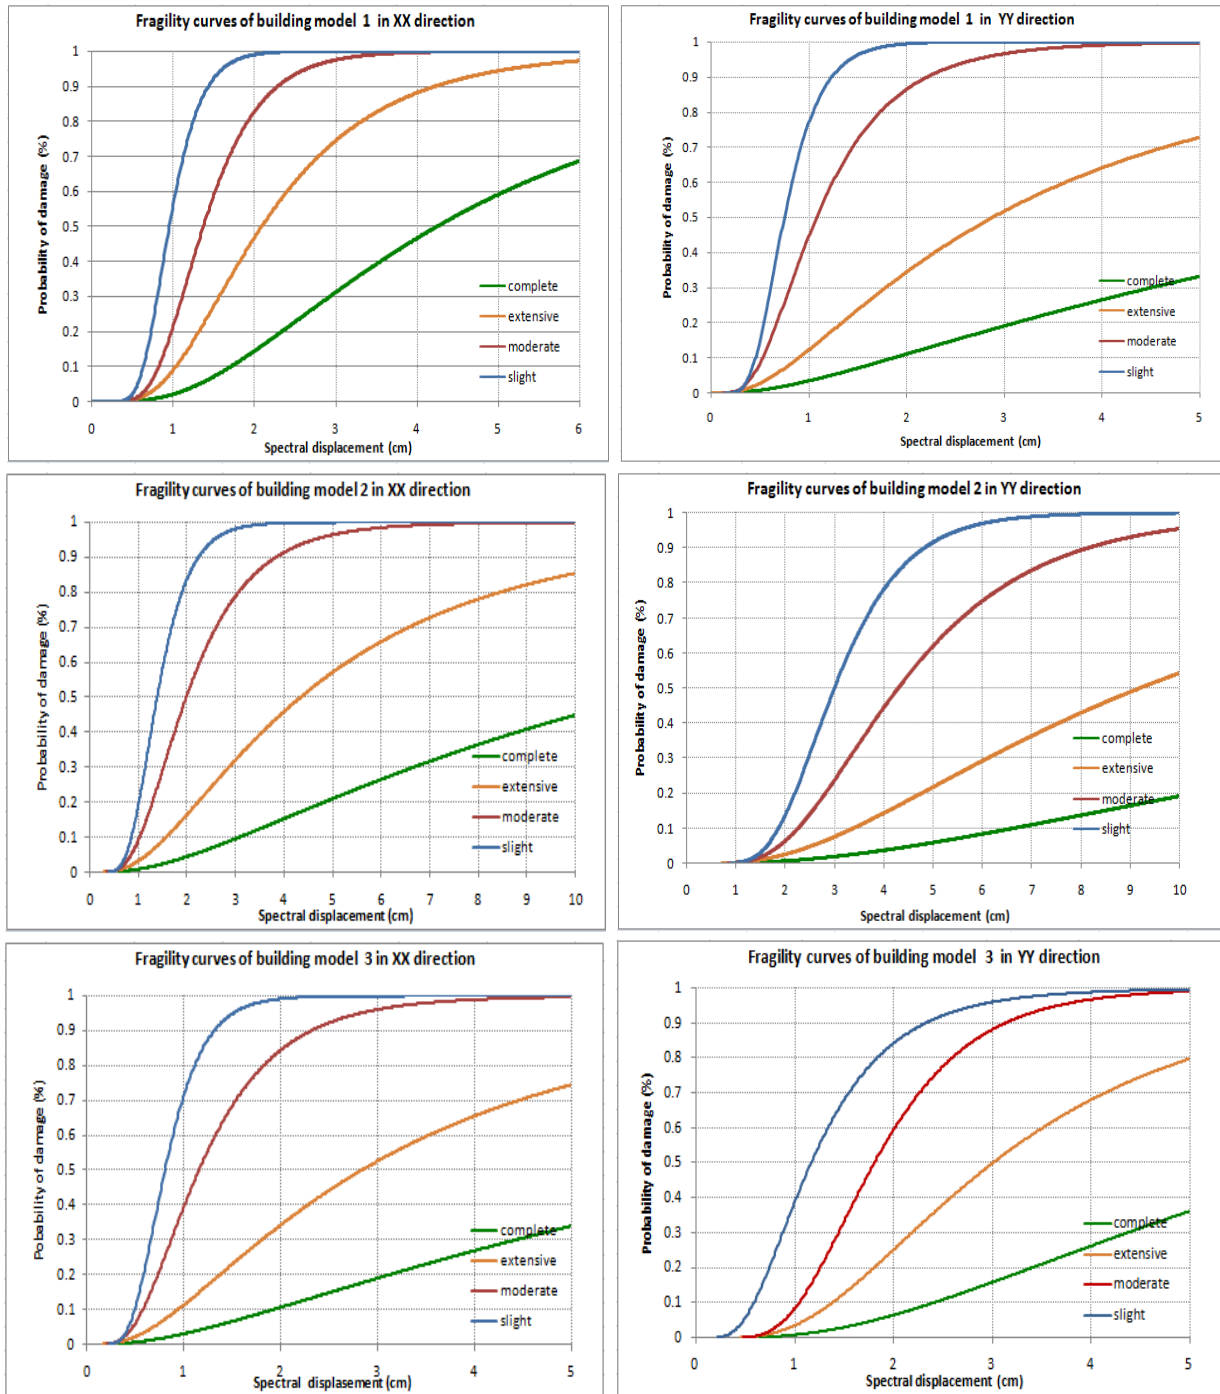 Fragility curves of building model 1 in XX direction
1
0.9
0.8
0.7
0.6
0.5
0.4
0.3
0.2
0.1
0
Probability of damage (%)
complete
extensive
moderate
slight
0 1 2 3 4 5 6
Spectral displacement (cm)
Fragility curves of building model 1 in YY direction
1
0.9
0.8
0.7
0.6
0.5
0.4
0.3
0.2
0.1
0
Probability of damage (%)
complete
extensive
moderate
slight
0 1 2 3 4 5
Spectral displacement (cm)
Fragility curves of building model 2 in XX direction
1
0.9
0.8
0.7
0.6
0.5
0.4
0.3
0.2
0.1
0
Probability of damage (%)
complete
extensive
moderate
slight
0 1 2 3 4 5 6 7 8 9 10
Spectral displacement (cm)
Fragility curves of building model 2 in YY direction
1
0.9
0.8
0.7
0.6
0.5
0.4
0.3
0.2
0.1
0
Probability of damage (%)
complete
extensive
moderate
slight
0 1 2 3 4 5 6 7 8 9 10
Spectral displacement (cm)
Fragility curves of building model 3 in XX direction
1
0.9
0.8
0.7
0.6
0.5
0.4
0.3
0.2
0.1
0
Pobability of damage (%)
complete
extensive
moderate
slight
0 1 2 3 4 5
Spectral displasement (cm)
Fragility curves of building model 3 in YY direction
1
0.9
0.8
0.7
0.6
0.5
0.4
0.3
0.2
0.1
0
Probability of damage (%)
complete
extensive
moderate
slight
0 1 2 3 4 5
Spectral displacement (cm)